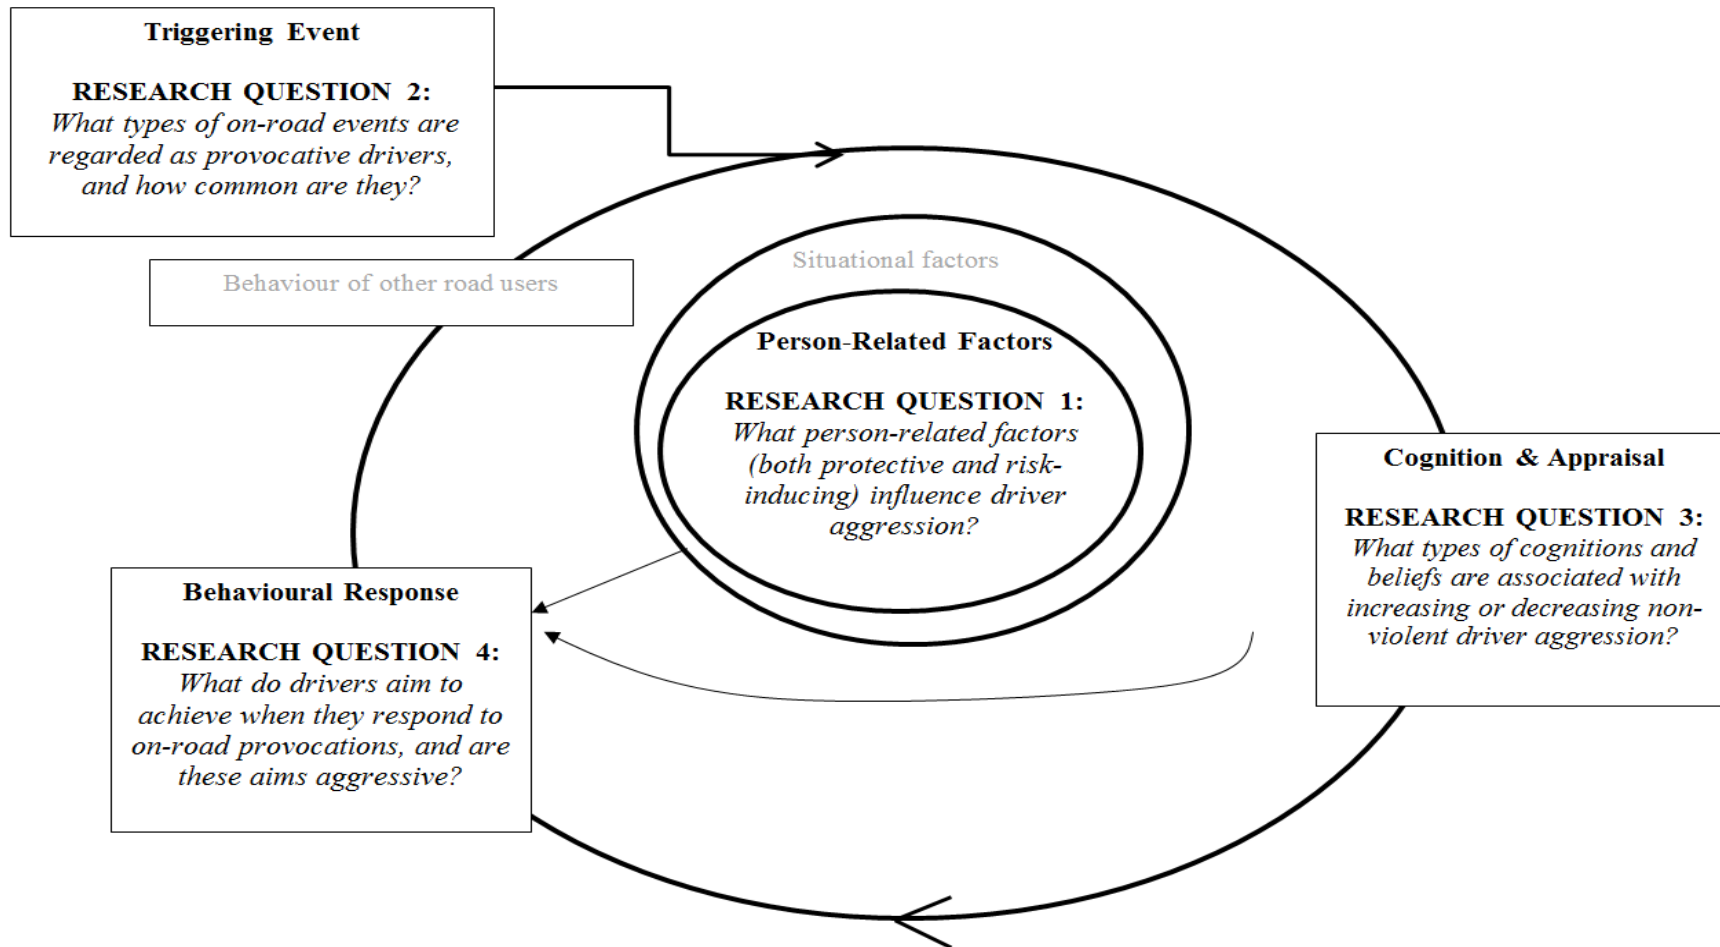 Triggering Event
RESEARCH QUESTION 2:
What types of on-road events are
regarded as provocative drivers,
and how common are they?
Behaviour of other road users
Situational factors
Person-Related Factors
RESEARCH QUESTION 1:
What person-related factors
(both protective and risk-
inducing) influence driver
aggression?
Cognition & Appraisal
RESEARCH QUESTION 3:
What types of cognitions and
beliefs are associated with
increasing or decreasing non-
violent driver aggression?
Behavioural Response
RESEARCH QUESTION 4:
What do drivers aim to
achieve when they respond to
on-road provocations, and are
these aims aggressive?